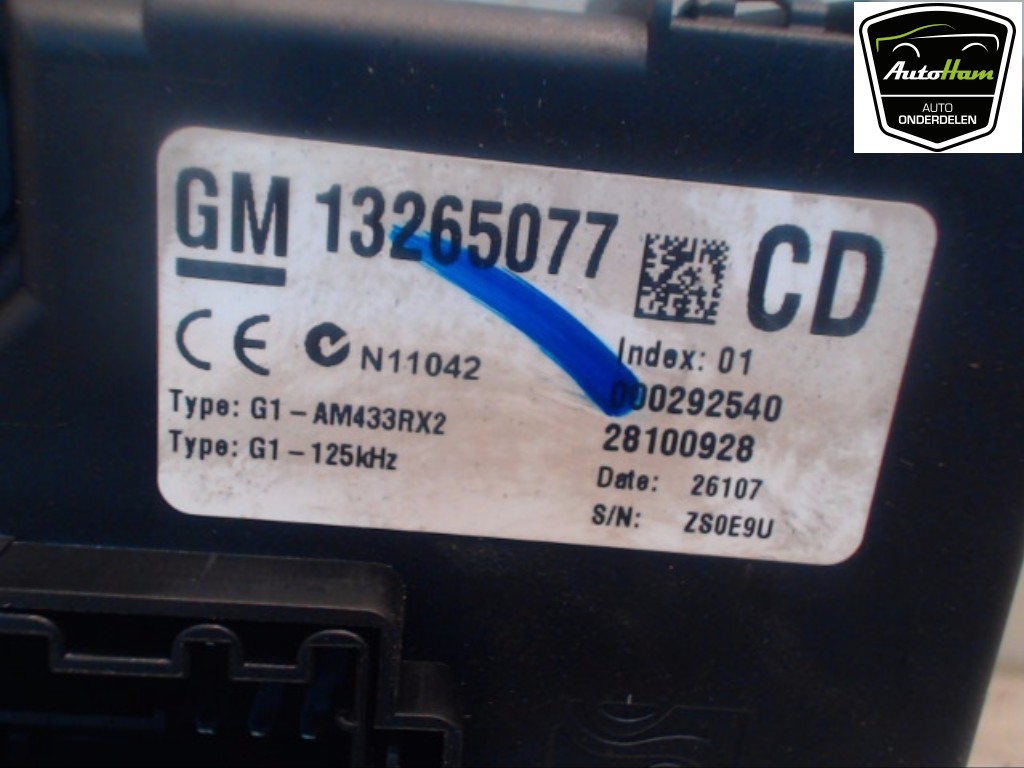 AutoHam
AUTO
ONDERDELEN
GM 13265077 CD
CE N11042
Index: 01
000292540
Type: G1-AM433RX2
28100928
Type: G1-125kHz
Date: 26107
S/N: ZS0E9U